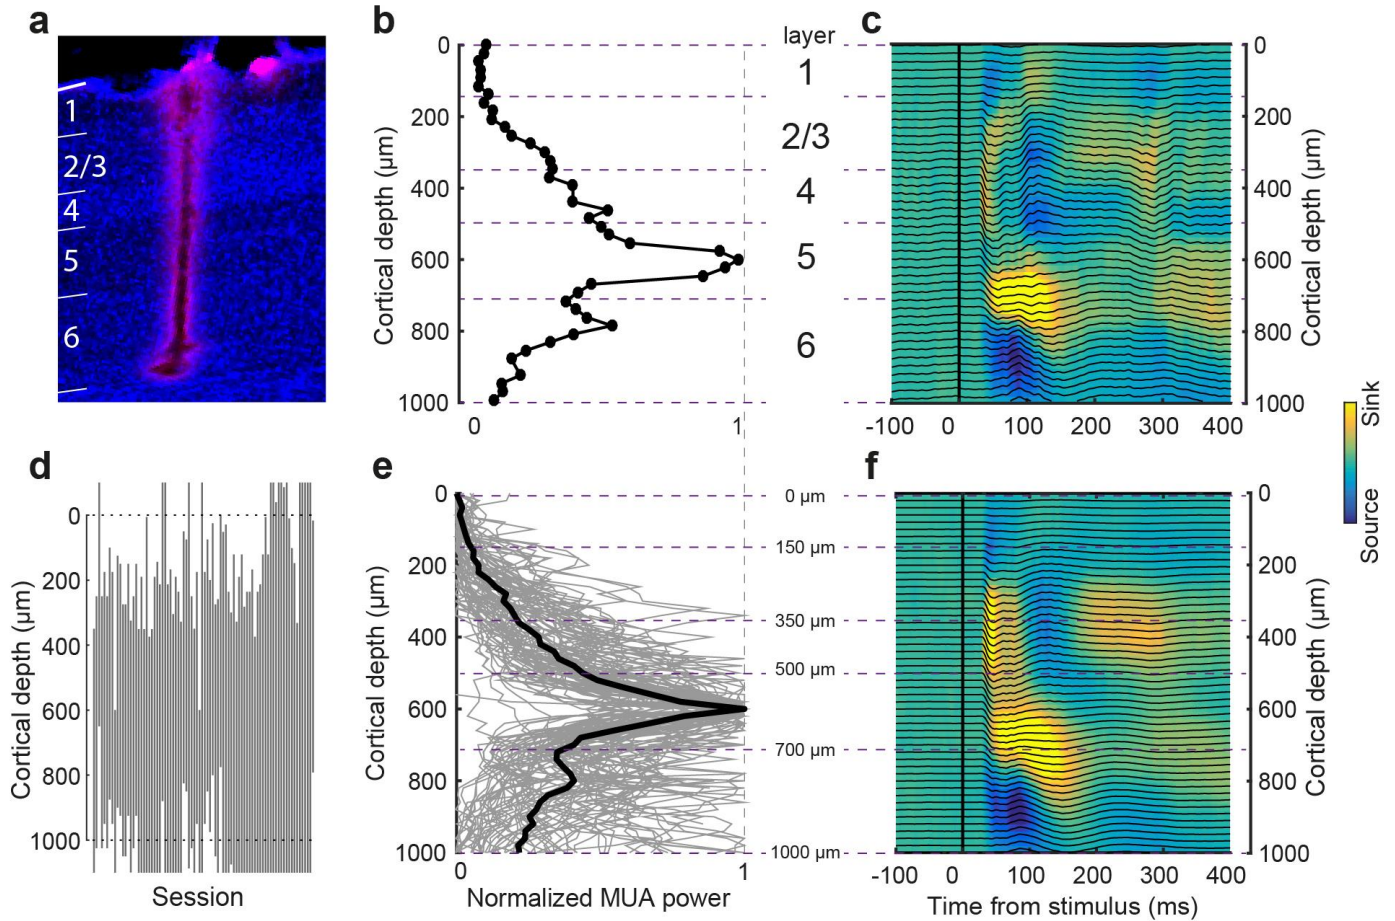 a
1
2/3
4
5
6
b
0
200
400
600
800
1000
Cortical depth (µm)
0
1
layer
1
2/3
4
5
6
c
0
200
400
600
800
1000
Cortical depth (µm)
-100
0
100
200
300
400
Sink
Source
d
0
200
400
600
800
1000
Cortical depth (µm)
Session
e
0
200
400
600
800
1000
Cortical depth (µm)
0
1
Normalized MUA power
0 µm
150 µm
350 µm
500 µm
700 µm
1000 µm
f
0
200
400
600
800
1000
Cortical depth (µm)
-100
0
100
200
300
400
Time from stimulus (ms)